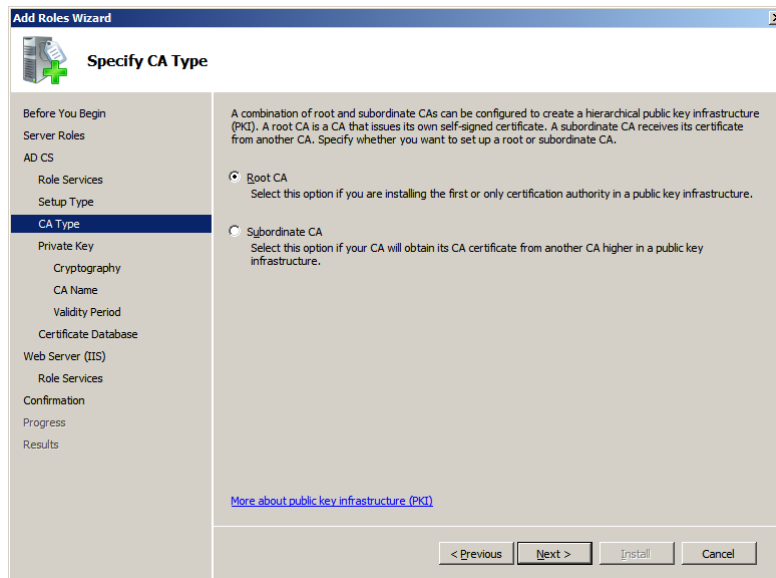 Add Roles Wizard
Specify CA Type
Before You Begin
Server Roles
AD CS
Role Services
Setup Type
CA Type
Private Key
Cryptography
CA Name
Validity Period
Certificate Database
Web Server (IIS)
Role Services
Confirmation
Progress
Results
A combination of root and subordinate CAs can be configured to create a hierarchical public key infrastructure
(PKI). A root CA is a CA that issues its own self-signed certificate. A subordinate CA receives its certificate
from another CA. Specify whether you want to set up a root or subordinate CA.
Root CA
Select this option if you are installing the first or only certification authority in a public key infrastructure.
Subordinate CA
Select this option if your CA will obtain its CA certificate from another CA higher in a public key
infrastructure.
More about public key infrastructure (PKI)
< Previous
Next >
Install
Cancel